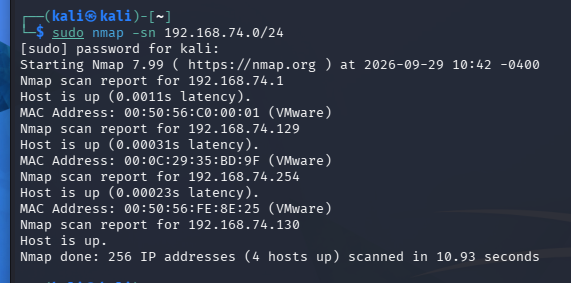 ┌──(kali㉿kali)-[~]
└─$ sudo nmap -sn 192.168.74.0/24
[sudo] password for kali:
Starting Nmap 7.99 ( https://nmap.org ) at 2026-09-29 10:42 -0400
Nmap scan report for 192.168.74.1
Host is up (0.0011s latency).
MAC Address: 00:50:56:C0:00:01 (VMware)
Nmap scan report for 192.168.74.129
Host is up (0.00031s latency).
MAC Address: 00:0C:29:35:BD:9F (VMware)
Nmap scan report for 192.168.74.254
Host is up (0.00023s latency).
MAC Address: 00:50:56:FE:8E:25 (VMware)
Nmap scan report for 192.168.74.130
Host is up.
Nmap done: 256 IP addresses (4 hosts up) scanned in 10.93 seconds